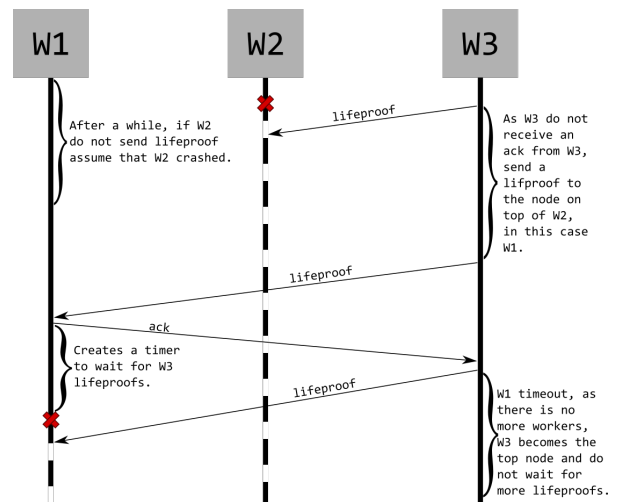 W1
W2
W3
lifeproof
After a while, if W2
do not send lifeproof
assume that W2 crashed.
As W3 do not
receive an
ack from W3,
send a
lifproof to
the node on
top of W2,
in this case
W1.
lifeproof
ack
Creates a timer
to wait for W3
lifeproofs.
lifeproof
W1 timeout, as
there is no
more workers,
W3 becomes the
top node and do
not wait for
more lifeproofs.